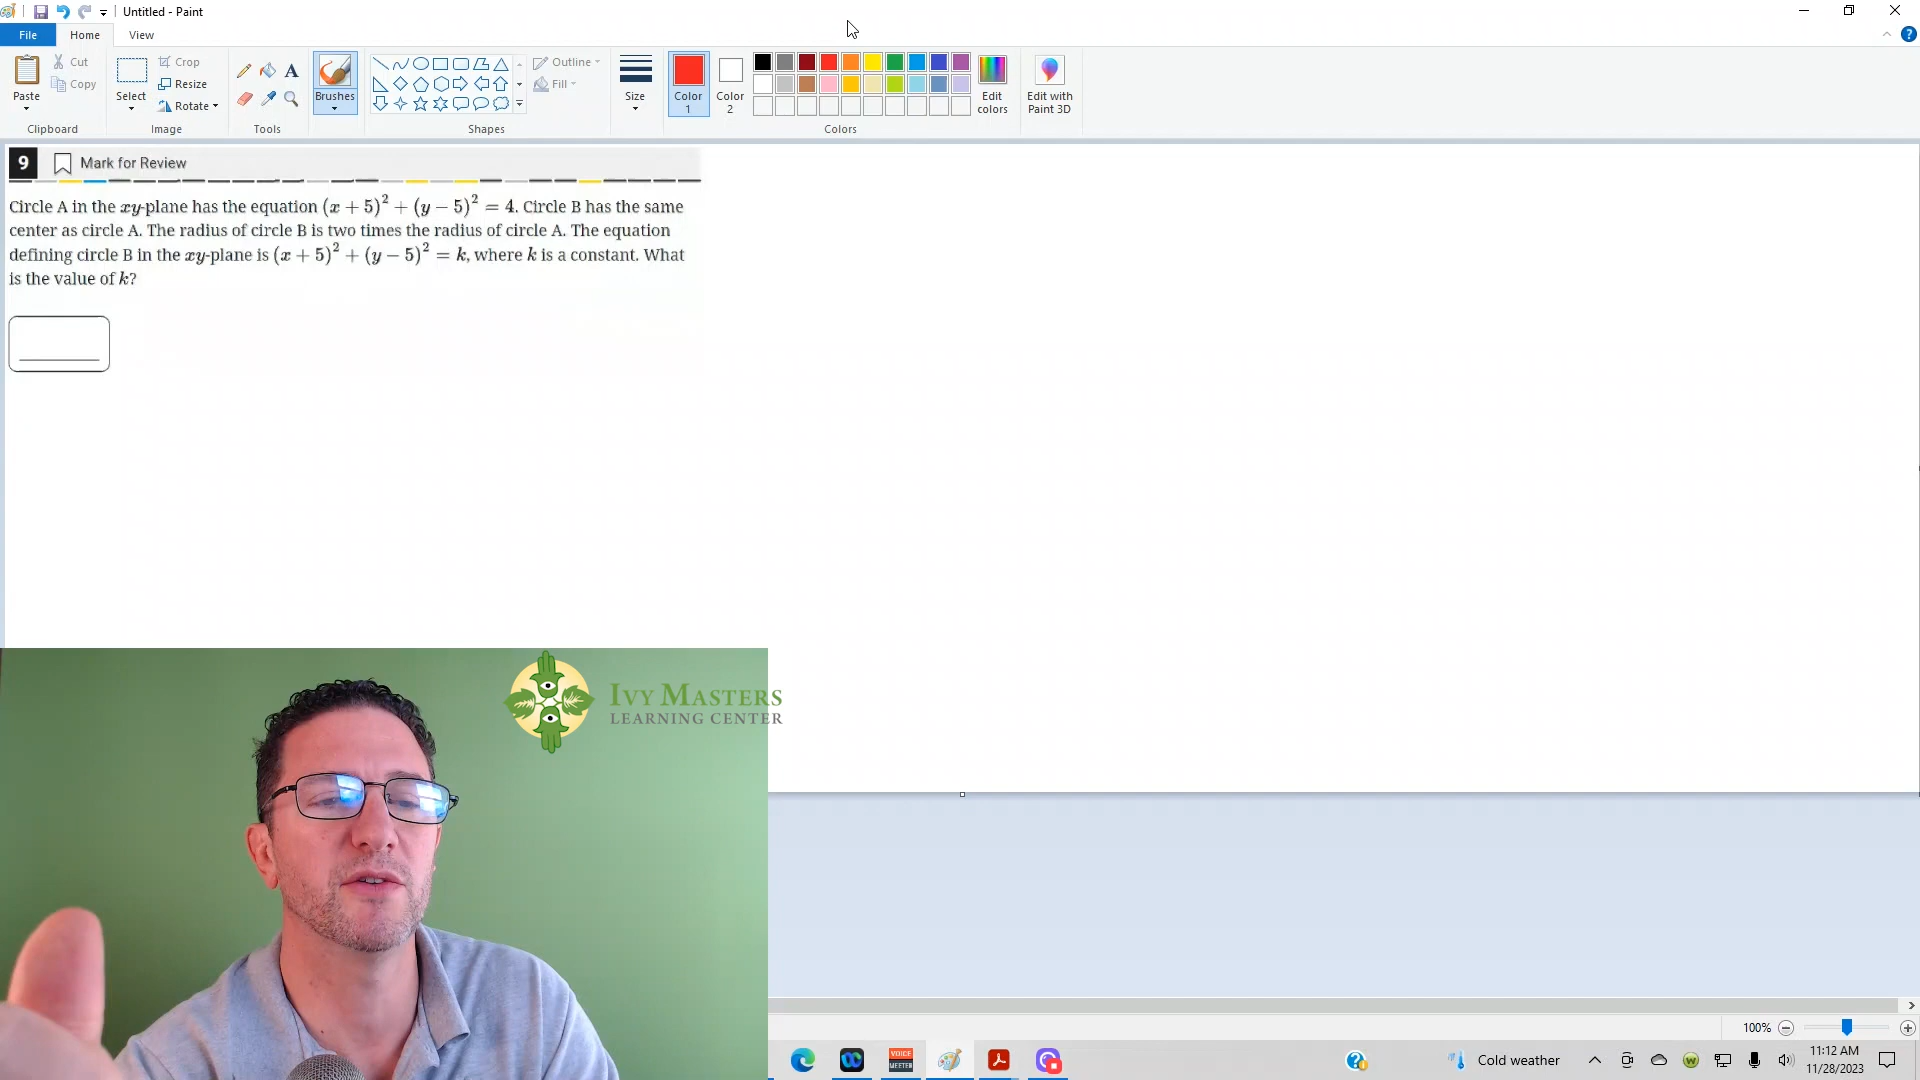 Untitled - Paint
File
Home
View
Paste
Cut
Copy
Clipboard
Select
Crop
Resize
Rotate
Image
Tools
Brushes
Outline
Fill
Shapes
Size
Color 1
Color 2
Colors
Edit colors
Edit with Paint 3D
9 Mark for Review
Circle A in the xy-plane has the equation (x + 5)² + (y − 5)² = 4. Circle B has the same
center as circle A. The radius of circle B is two times the radius of circle A. The equation
defining circle B in the xy-plane is (x + 5)² + (y − 5)² = k, where k is a constant. What
is the value of k?
IVY MASTERS
LEARNING CENTER
100%
VOICE
MEETER
Cold weather
11:12 AM
11/28/2023